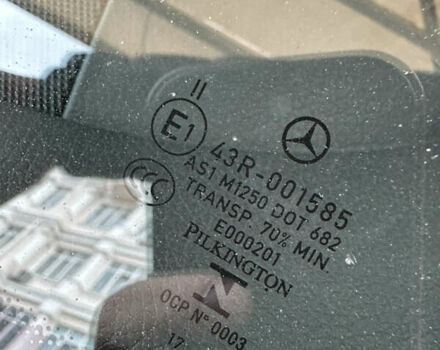 II
E1 43R-001585
CCC AS1 M1250 DOT 682
TRANSP. 70% MIN.
E000201
PILKINGTON
N
OCP N° 0003
17